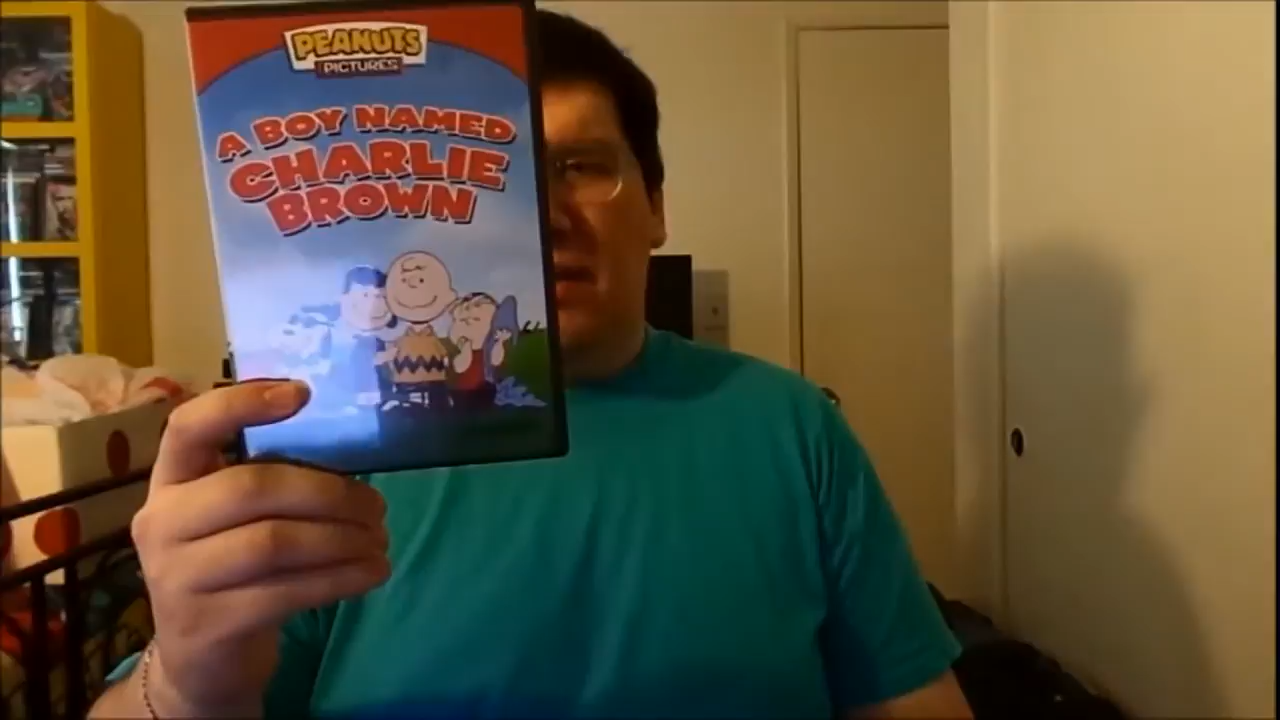 PEANUTS
PICTURES
A BOY NAMED
CHARLIE
BROWN